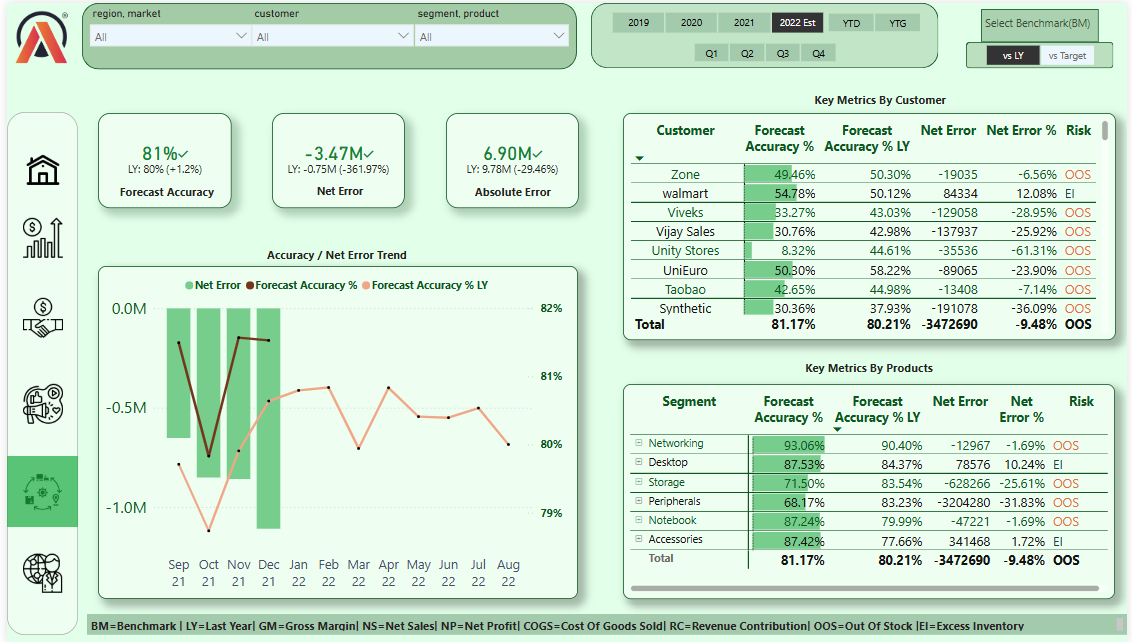 region, market customer segment, product
All All All
2019 2020 2021 2022 Est YTD YTG
Q1 Q2 Q3 Q4
Select Benchmark(BM)
vs LY vs Target
81%✓
LY: 80% (+1.2%)
Forecast Accuracy
-3.47M✓
LY: -0.75M (-361.97%)
Net Error
6.90M✓
LY: 9.78M (-29.46%)
Absolute Error
Accuracy / Net Error Trend
Net Error Forecast Accuracy % Forecast Accuracy % LY
0.0M
-0.5M
-1.0M
82%
81%
80%
79%
Sep Oct Nov Dec Jan Feb Mar Apr May Jun Jul Aug
21 21 21 21 22 22 22 22 22 22 22 22
Key Metrics By Customer
Customer Forecast Forecast Net Error Net Error % Risk
Accuracy % Accuracy % LY
Zone 49.46% 50.30% -19035 -6.56% OOS
walmart 54.78% 50.12% 84334 12.08% EI
Viveks 33.27% 43.03% -129058 -28.95% OOS
Vijay Sales 30.76% 42.98% -137937 -25.92% OOS
Unity Stores 8.32% 44.61% -35536 -61.31% OOS
UniEuro 50.30% 58.22% -89065 -23.90% OOS
Taobao 42.65% 44.98% -13408 -7.14% OOS
Synthetic 30.36% 37.93% -191078 -36.09% OOS
Total 81.17% 80.21% -3472690 -9.48% OOS
Key Metrics By Products
Segment Forecast Forecast Net Error Net Risk
Accuracy % Accuracy % LY Error %
Networking 93.06% 90.40% -12967 -1.69% OOS
Desktop 87.53% 84.37% 78576 10.24% EI
Storage 71.50% 83.54% -628266 -25.61% OOS
Peripherals 68.17% 83.23% -3204280 -31.83% OOS
Notebook 87.24% 79.99% -47221 -1.69% OOS
Accessories 87.42% 77.66% 341468 1.72% EI
Total 81.17% 80.21% -3472690 -9.48% OOS
BM=Benchmark | LY=Last Year| GM=Gross Margin| NS=Net Sales| NP=Net Profit| COGS=Cost Of Goods Sold| RC=Revenue Contribution| OOS=Out Of Stock |EI=Excess Inventory